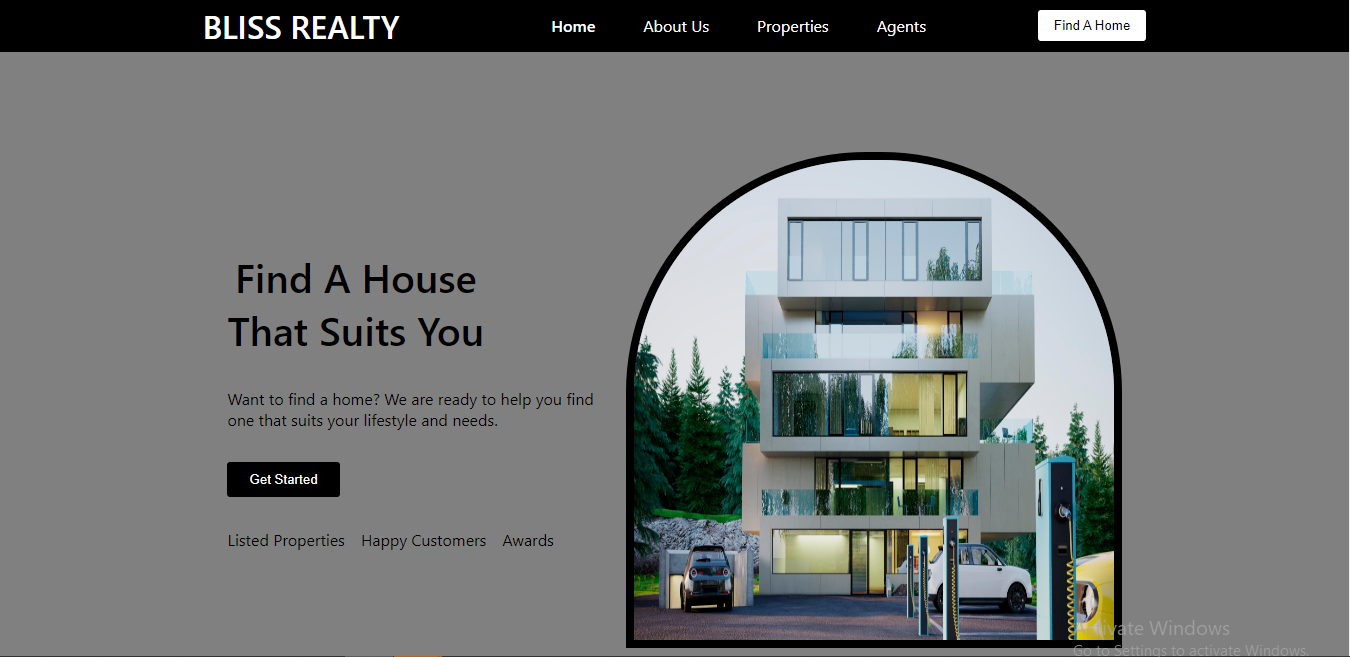 BLISS REALTY
Home
About Us
Properties
Agents
Find A Home
Find A House
That Suits You
Want to find a home? We are ready to help you find
one that suits your lifestyle and needs.
Get Started
Listed Properties
Happy Customers
Awards
Activate Windows
Go to Settings to activate Windows.